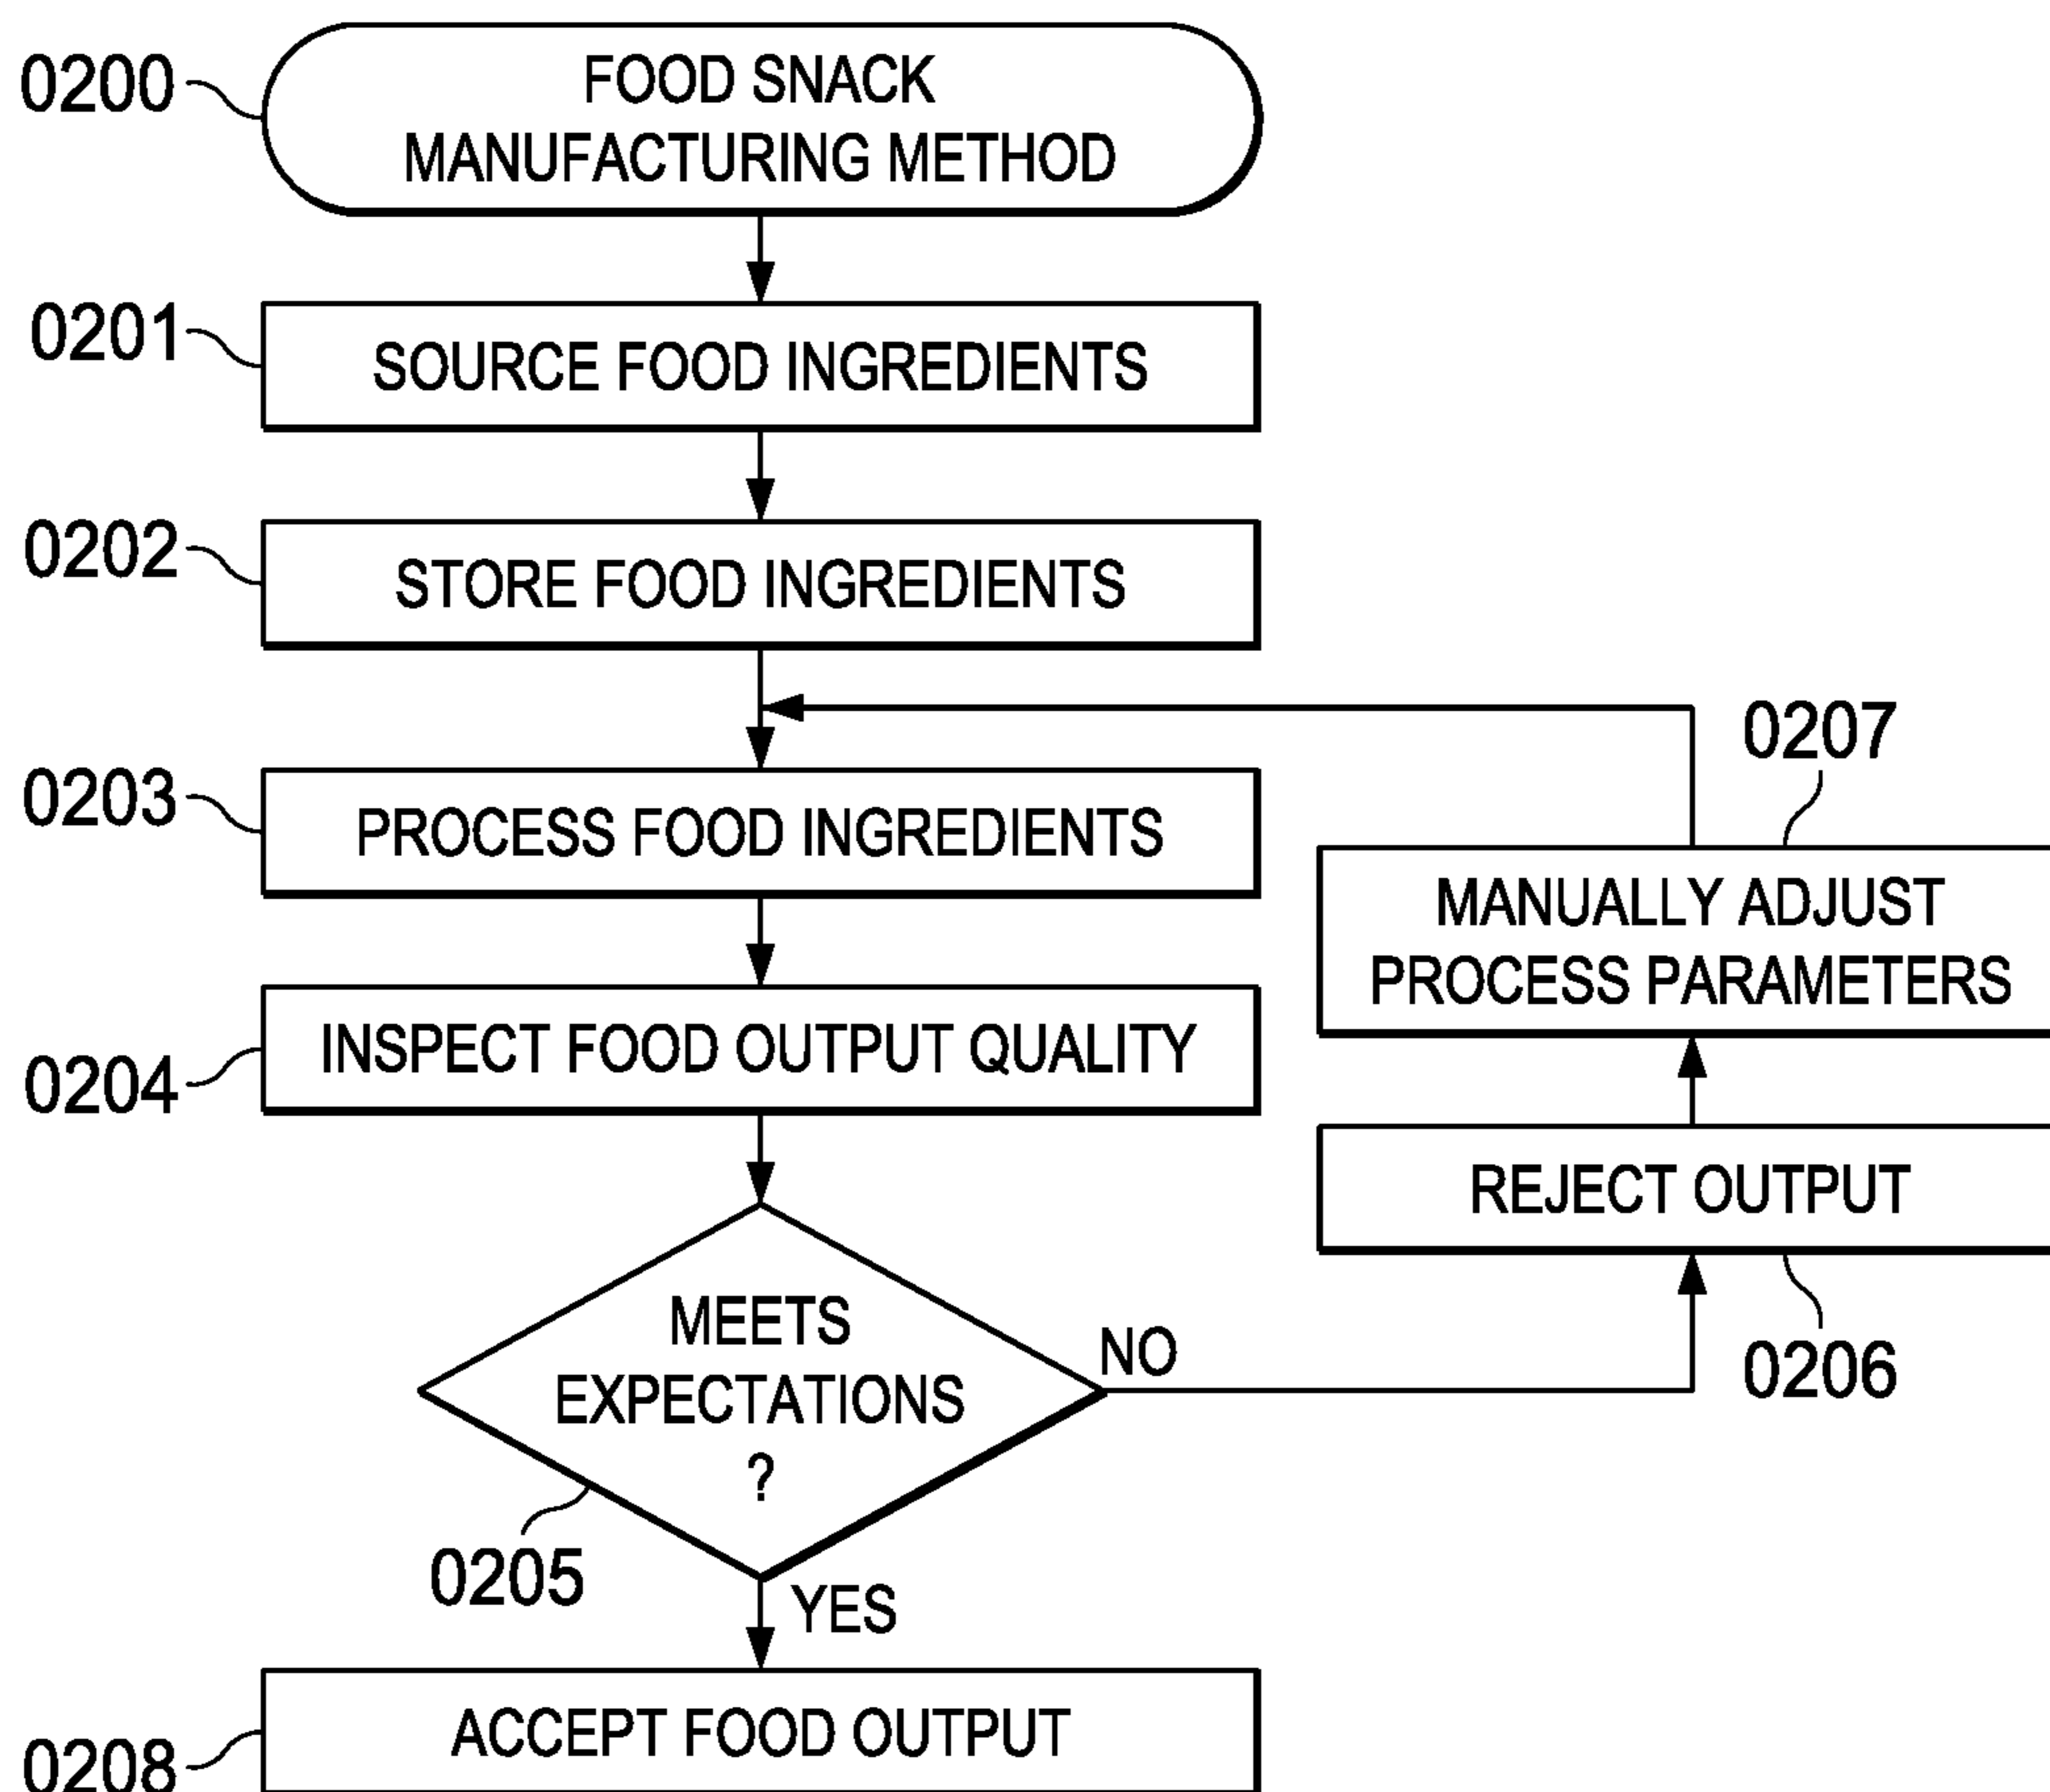 0200
FOOD SNACK
MANUFACTURING METHOD
0201
SOURCE FOOD INGREDIENTS
0202
STORE FOOD INGREDIENTS
0203
PROCESS FOOD INGREDIENTS
0207
MANUALLY ADJUST
PROCESS PARAMETERS
0204
INSPECT FOOD OUTPUT QUALITY
REJECT OUTPUT
0206
MEETS
EXPECTATIONS
?
NO
0205
YES
0208
ACCEPT FOOD OUTPUT